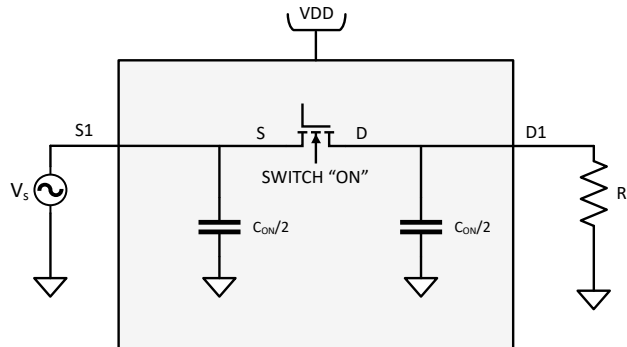 VDD
S1
S
D
D1
SWITCH “ON”
Vs
CON/2
CON/2
R